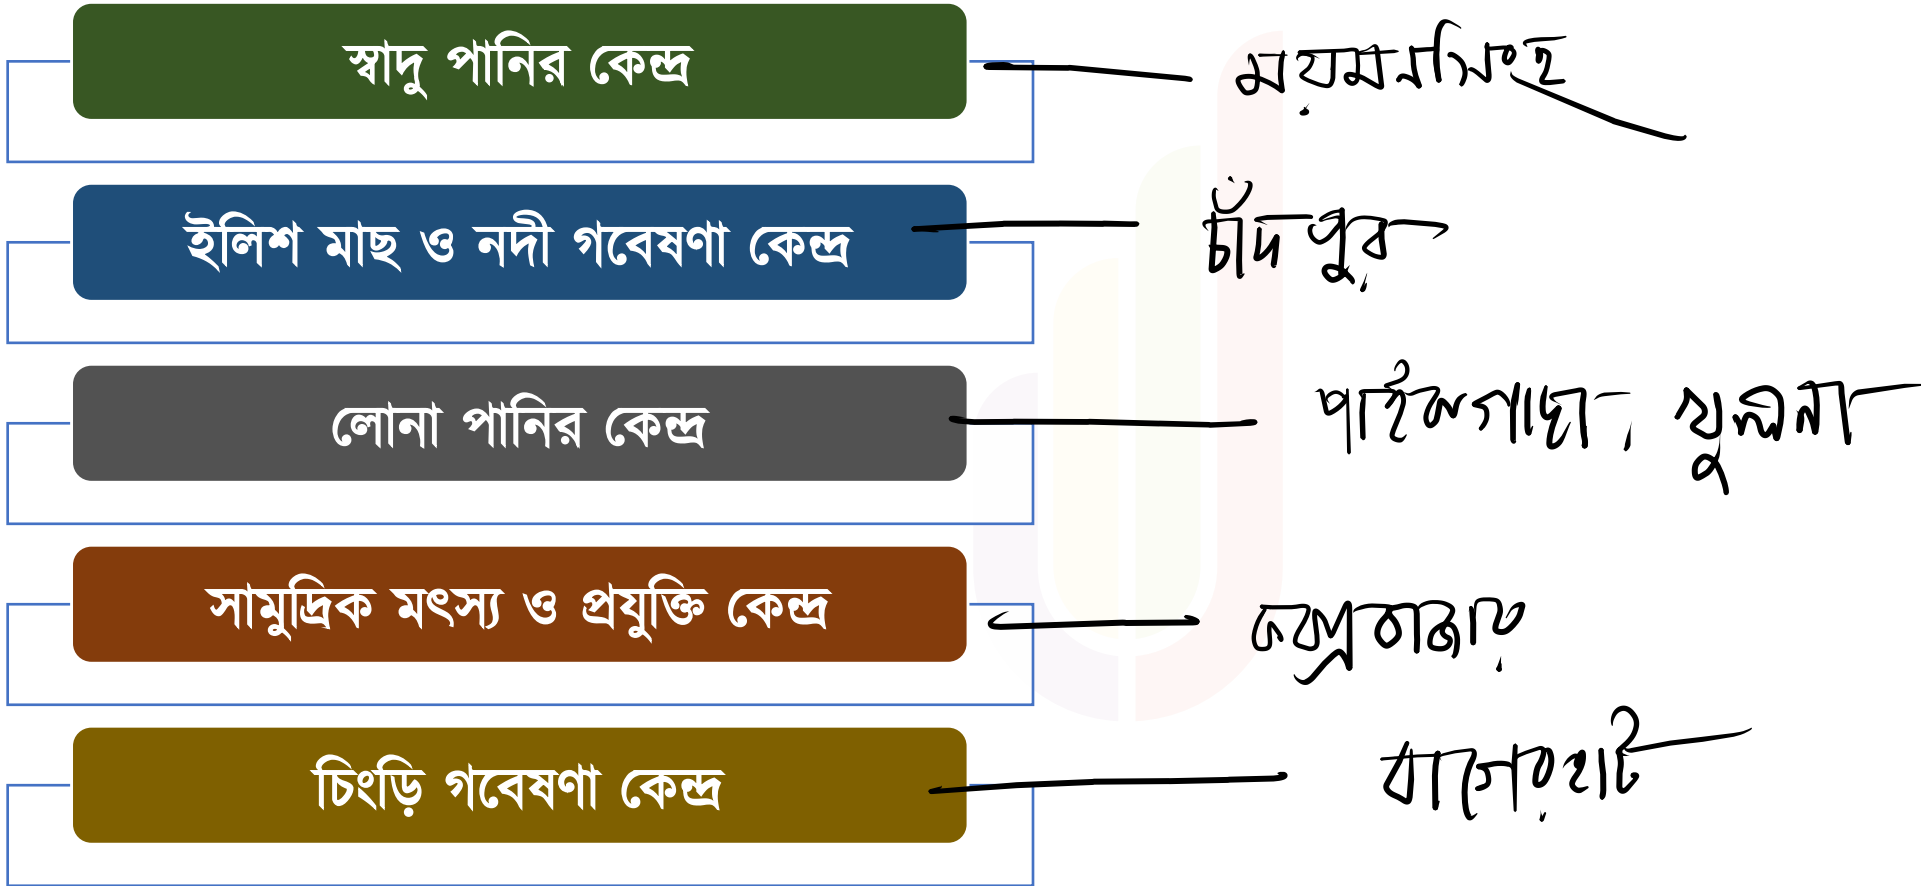 স্বাদু পানির কেন্দ্র ময়মনসিংহ
ইলিশ মাছ ও নদী গবেষণা কেন্দ্র চাঁদপুর
লোনা পানির কেন্দ্র পাইকগাছা, খুলনা
সামুদ্রিক মৎস্য ও প্রযুক্তি কেন্দ্র কক্সবাজার
চিংড়ি গবেষণা কেন্দ্র বাগেরহাট